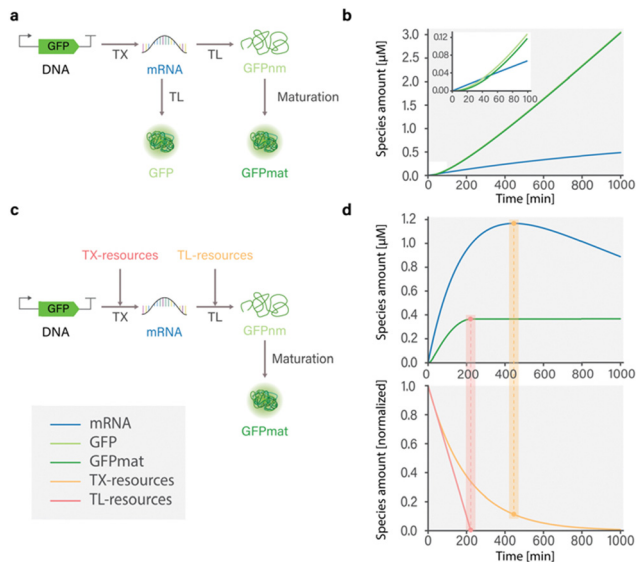 a
GFP
DNA
TX
mRNA
TL
GFPnm
TL
Maturation
GFP
GFPmat
b
Species amount [µM]
3.0
2.5
2.0
1.5
1.0
0.5
0.0
0.12
0.08
0.04
0.00
0 20 40 60 80 100
0 200 400 600 800 1000
Time [min]
c
TX-resources
TL-resources
GFP
DNA
TX
mRNA
TL
GFPnm
Maturation
GFPmat
mRNA
GFP
GFPmat
TX-resources
TL-resources
d
Species amount [µM]
1.2
1.0
0.8
0.6
0.4
0.2
0.0
0 200 400 600 800 1000
Species amount [normalized]
1.0
0.8
0.6
0.4
0.2
0.0
0 200 400 600 800 1000
Time [min]